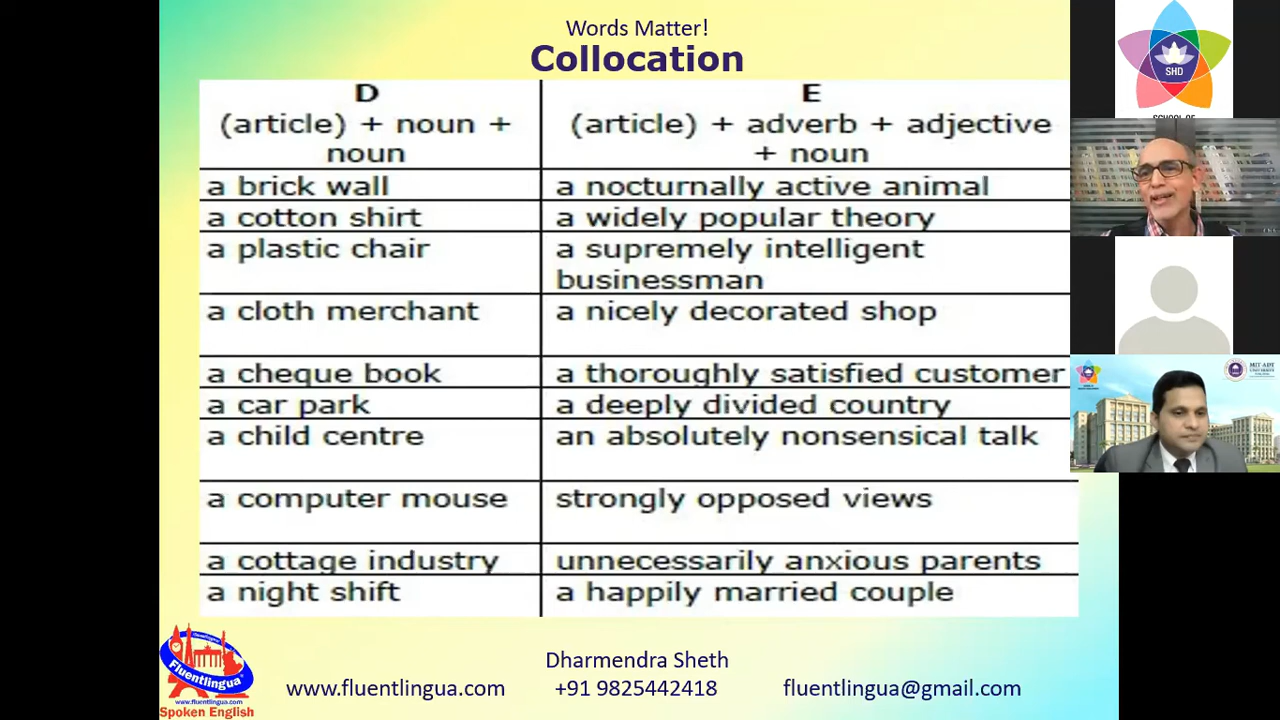 Words Matter!
Collocation
D
(article) + noun +
noun
E
(article) + adverb + adjective
+ noun
a brick wall
a nocturnally active animal
a cotton shirt
a widely popular theory
a plastic chair
a supremely intelligent
businessman
a cloth merchant
a nicely decorated shop
a cheque book
a thoroughly satisfied customer
a car park
a deeply divided country
a child centre
an absolutely nonsensical talk
a computer mouse
strongly opposed views
a cottage industry
unnecessarily anxious parents
a night shift
a happily married couple
Fluentlingua
www.fluentlingua.com
Spoken English
Dharmendra Sheth
www.fluentlingua.com
+91 9825442418
fluentlingua@gmail.com
SHD
SCHOOL OF